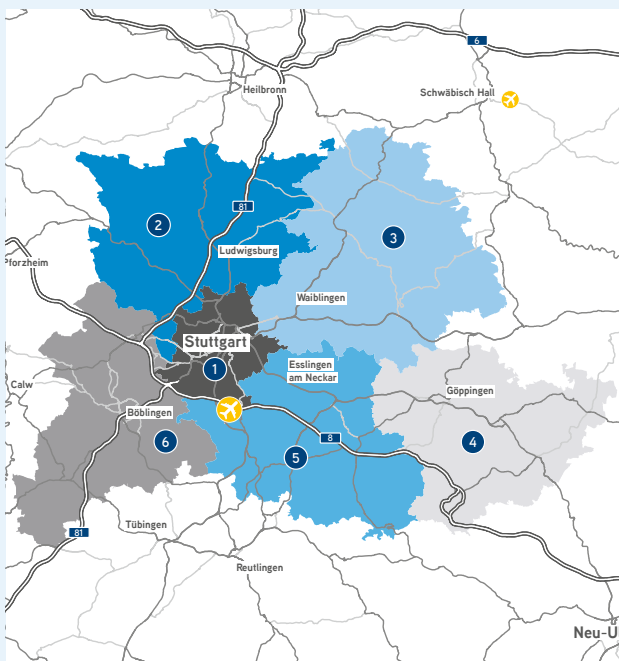 6
Heilbronn
Schwäbisch Hall
81
2
3
Ludwigsburg
Pforzheim
Waiblingen
Stuttgart
Esslingen
am Neckar
1
Calw
Göppingen
Böblingen
8
4
6
5
81
Tübingen
Reutlingen
Neu-U